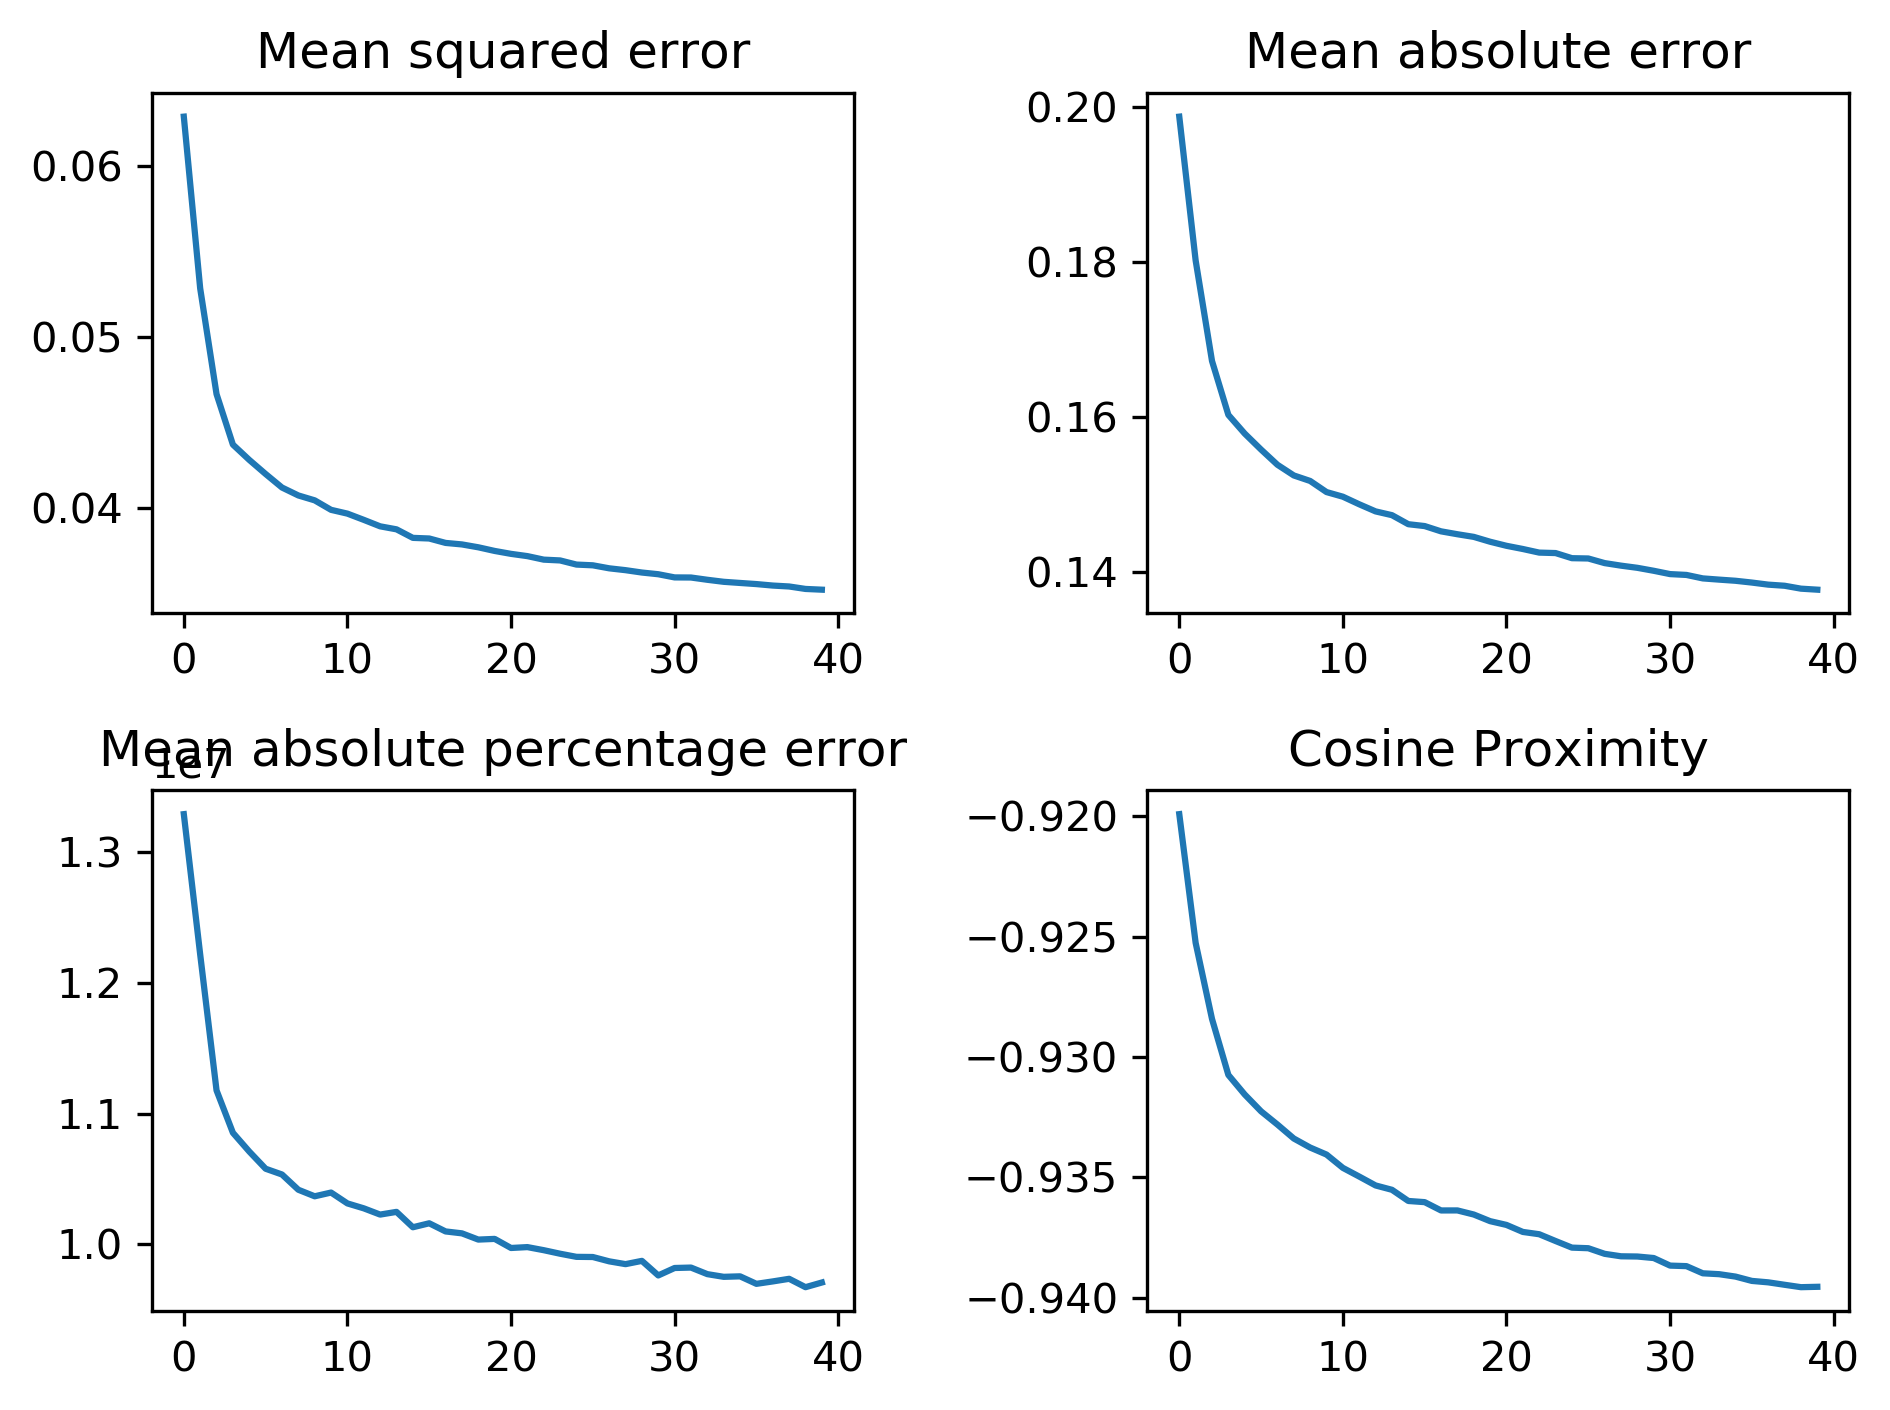 Mean squared error
0.06
0.05
0.04
0 10 20 30 40
Mean absolute error
0.20
0.18
0.16
0.14
0 10 20 30 40
Mean absolute percentage error
1e7
1.3
1.2
1.1
1.0
0 10 20 30 40
Cosine Proximity
−0.920
−0.925
−0.930
−0.935
−0.940
0 10 20 30 40